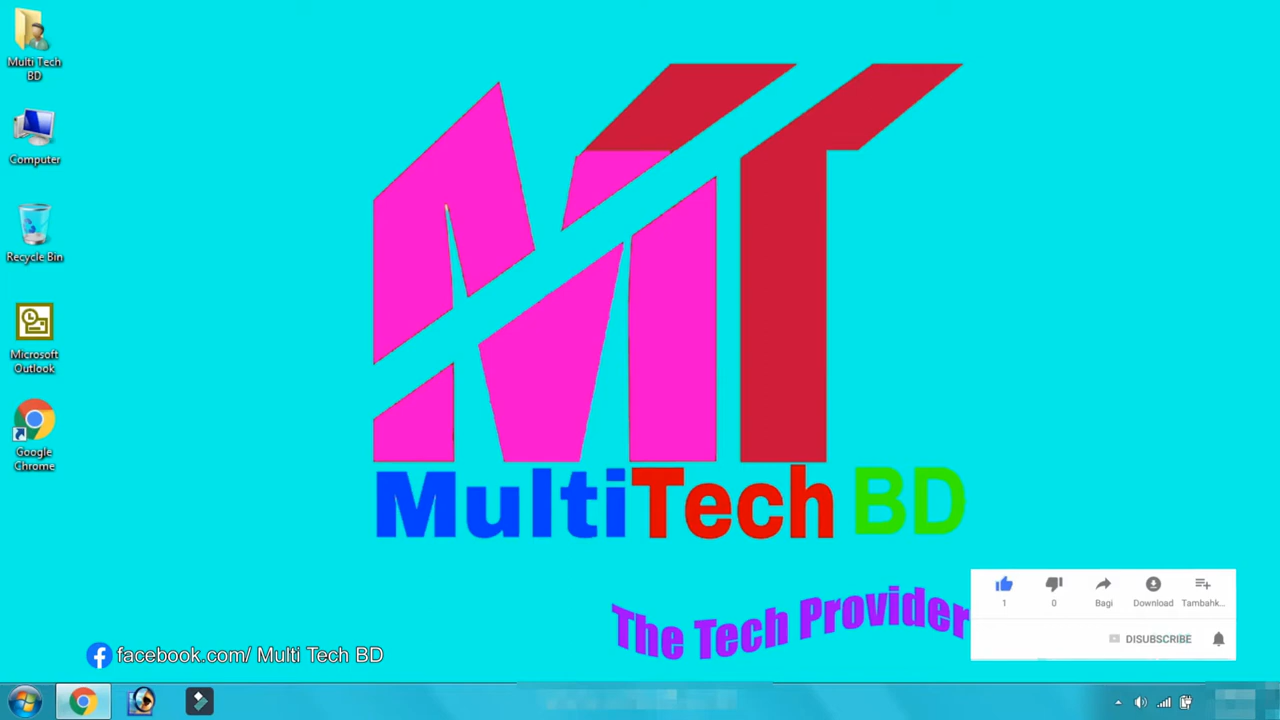 Multi Tech
BD
Computer
Recycle Bin
Microsoft
Outlook
Google
Chrome
MT
MultiTech BD
The Tech Provider
1
0
Bagi
Download
Tambahk...
DISUBSCRIBE
facebook.com/ Multi Tech BD